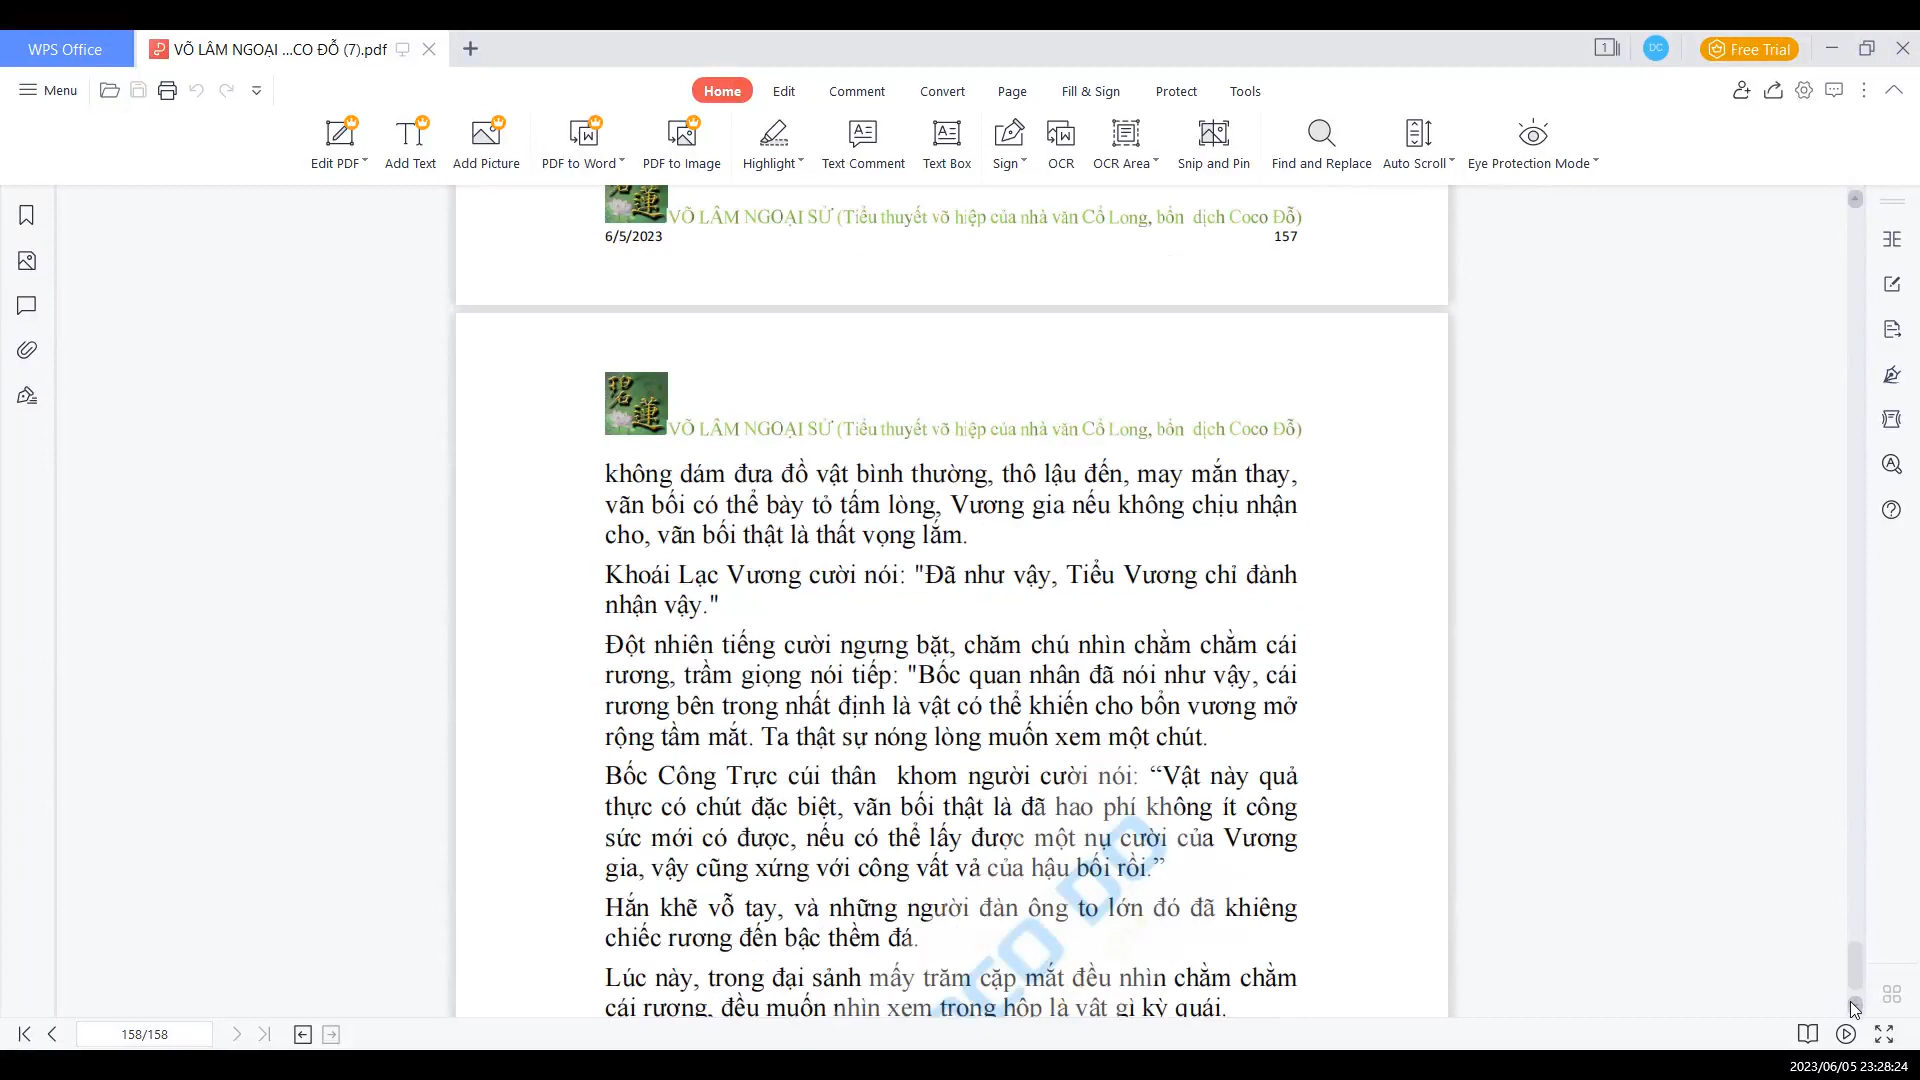 WPS Office
VÕ LÂM NGOẠI ...CO ĐỖ (7).pdf
1
DC
Free Trial
Menu
Home
Edit
Comment
Convert
Page
Fill & Sign
Protect
Tools
Edit PDF
Add Text
Add Picture
PDF to Word
PDF to Image
Highlight
Text Comment
Text Box
Sign
OCR
OCR Area
Snip and Pin
Find and Replace
Auto Scroll
Eye Protection Mode
蓮
VÕ LÂM NGOẠI SỬ (Tiểu thuyết võ hiệp của nhà văn Cổ Long, bổn dịch Coco Đỗ)
6/5/2023 157
碧
蓮
VÕ LÂM NGOẠI SỬ (Tiểu thuyết võ hiệp của nhà văn Cổ Long, bổn dịch Coco Đỗ)
không dám đưa đồ vật bình thường, thô lậu đến, may mắn thay,
vãn bối có thể bày tỏ tấm lòng, Vương gia nếu không chịu nhận
cho, vãn bối thật là thất vọng lắm.
Khoái Lạc Vương cười nói: "Đã như vậy, Tiểu Vương chỉ đành
nhận vậy."
Đột nhiên tiếng cười ngưng bặt, chăm chú nhìn chằm chằm cái
rương, trầm giọng nói tiếp: "Bốc quan nhân đã nói như vậy, cái
rương bên trong nhất định là vật có thể khiến cho bổn vương mở
rộng tầm mắt. Ta thật sự nóng lòng muốn xem một chút.
Bốc Công Trực cúi thân khom người cười nói: “Vật này quả
thực có chút đặc biệt, vãn bối thật là đã hao phí không ít công
sức mới có được, nếu có thể lấy được một nụ cười của Vương
gia, vậy cũng xứng với công vất vả của hậu bối rồi.”
Hắn khẽ vỗ tay, và những người đàn ông to lớn đó đã khiêng
chiếc rương đến bậc thềm đá.
Lúc này, trong đại sảnh mấy trăm cặp mắt đều nhìn chằm chằm
cái rương, đều muốn nhìn xem trong hộp là vật gì kỳ quái.
OCO DO
158/158
2023/06/05 23:28:24